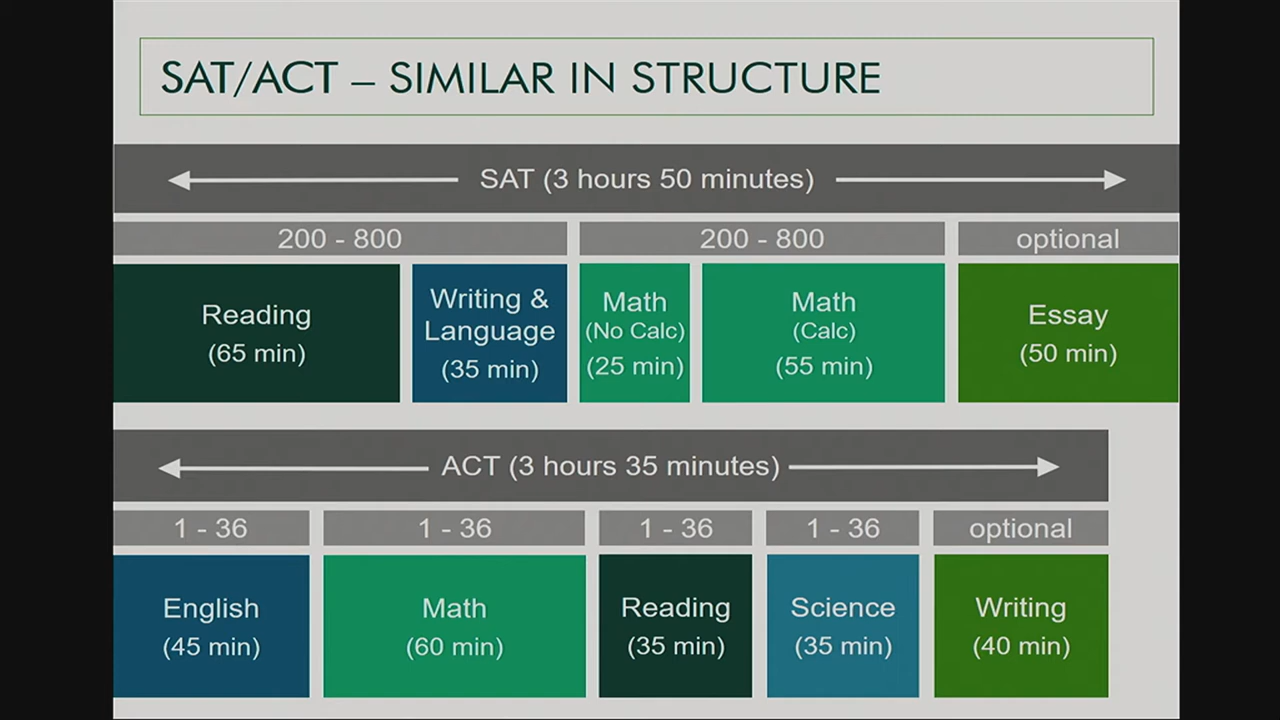 SAT/ACT – SIMILAR IN STRUCTURE
SAT (3 hours 50 minutes)
200 - 800
200 - 800
optional
Reading
(65 min)
Writing &
Language
(35 min)
Math
(No Calc)
(25 min)
Math
(Calc)
(55 min)
Essay
(50 min)
ACT (3 hours 35 minutes)
1 - 36
1 - 36
1 - 36
1 - 36
optional
English
(45 min)
Math
(60 min)
Reading
(35 min)
Science
(35 min)
Writing
(40 min)